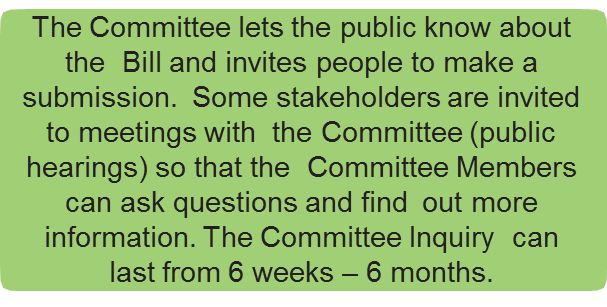 The Committee lets the public know about
the Bill and invites people to make a
submission. Some stakeholders are invited
to meetings with the Committee (public
hearings) so that the Committee Members
can ask questions and find out more
information. The Committee Inquiry can
last from 6 weeks – 6 months.